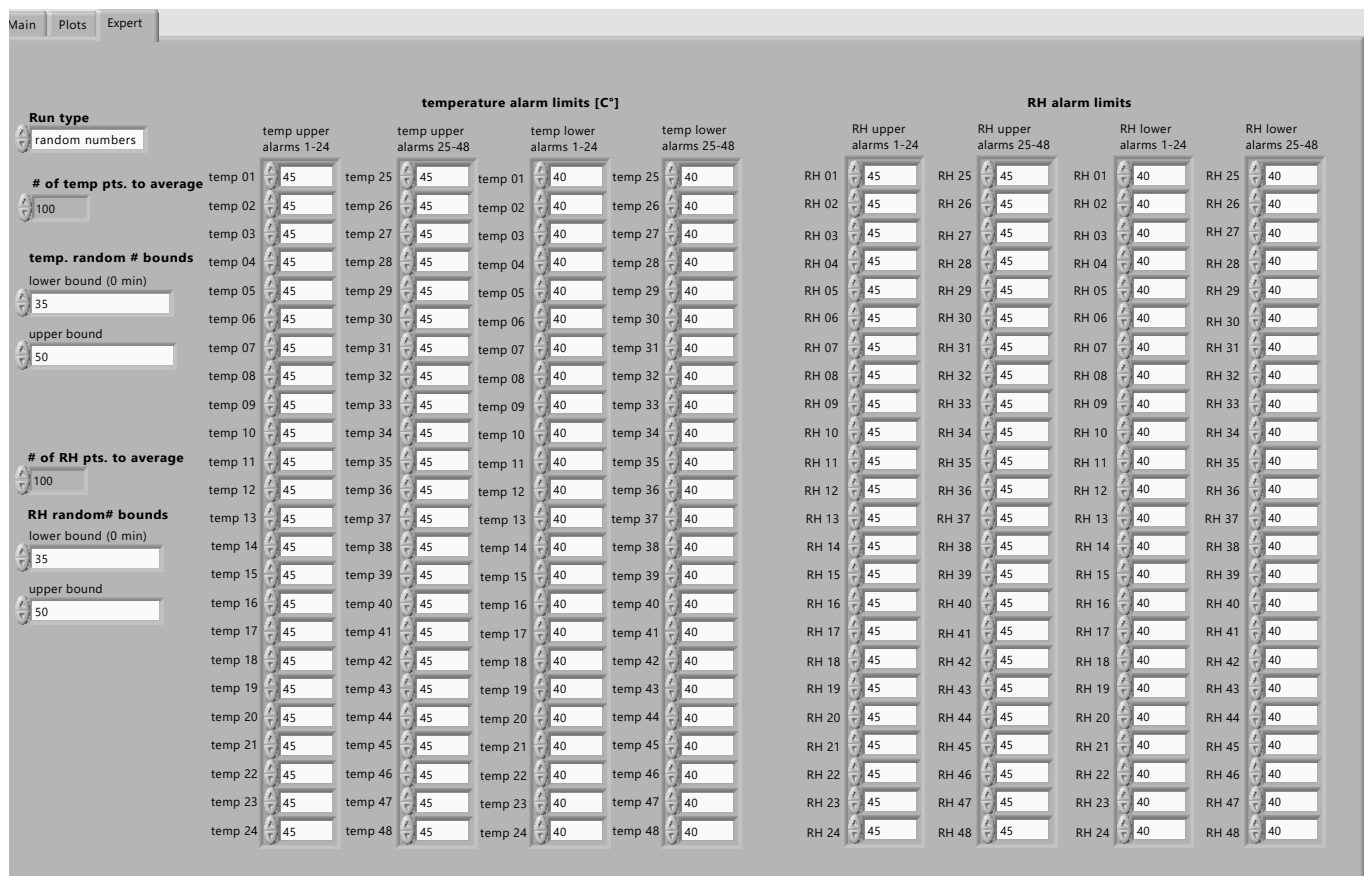 Main Plots Expert
temperature alarm limits [C°] RH alarm limits
Run type
random numbers
temp upper temp upper temp lower temp lower RH upper RH upper RH lower RH lower
alarms 1-24 alarms 25-48 alarms 1-24 alarms 25-48 alarms 1-24 alarms 25-48 alarms 1-24 alarms 25-48
# of temp pts. to average
100
temp. random # bounds
lower bound (0 min)
35
upper bound
50
# of RH pts. to average
100
RH random# bounds
lower bound (0 min)
35
upper bound
50
temp 01 45 temp 25 45 temp 01 40 temp 25 40 RH 01 45 RH 25 45 RH 01 40 RH 25 40
temp 02 45 temp 26 45 temp 02 40 temp 26 40 RH 02 45 RH 26 45 RH 02 40 RH 26 40
temp 03 45 temp 27 45 temp 03 40 temp 27 40 RH 03 45 RH 27 45 RH 03 40 RH 27 40
temp 04 45 temp 28 45 temp 04 40 temp 28 40 RH 04 45 RH 28 45 RH 04 40 RH 28 40
temp 05 45 temp 29 45 temp 05 40 temp 29 40 RH 05 45 RH 29 45 RH 05 40 RH 29 40
temp 06 45 temp 30 45 temp 06 40 temp 30 40 RH 06 45 RH 30 45 RH 06 40 RH 30 40
temp 07 45 temp 31 45 temp 07 40 temp 31 40 RH 07 45 RH 31 45 RH 07 40 RH 31 40
temp 08 45 temp 32 45 temp 08 40 temp 32 40 RH 08 45 RH 32 45 RH 08 40 RH 32 40
temp 09 45 temp 33 45 temp 09 40 temp 33 40 RH 09 45 RH 33 45 RH 09 40 RH 33 40
temp 10 45 temp 34 45 temp 10 40 temp 34 40 RH 10 45 RH 34 45 RH 10 40 RH 34 40
temp 11 45 temp 35 45 temp 11 40 temp 35 40 RH 11 45 RH 35 45 RH 11 40 RH 35 40
temp 12 45 temp 36 45 temp 12 40 temp 36 40 RH 12 45 RH 36 45 RH 12 40 RH 36 40
temp 13 45 temp 37 45 temp 13 40 temp 37 40 RH 13 45 RH 37 45 RH 13 40 RH 37 40
temp 14 45 temp 38 45 temp 14 40 temp 38 40 RH 14 45 RH 38 45 RH 14 40 RH 38 40
temp 15 45 temp 39 45 temp 15 40 temp 39 40 RH 15 45 RH 39 45 RH 15 40 RH 39 40
temp 16 45 temp 40 45 temp 16 40 temp 40 40 RH 16 45 RH 40 45 RH 16 40 RH 40 40
temp 17 45 temp 41 45 temp 17 40 temp 41 40 RH 17 45 RH 41 45 RH 17 40 RH 41 40
temp 18 45 temp 42 45 temp 18 40 temp 42 40 RH 18 45 RH 42 45 RH 18 40 RH 42 40
temp 19 45 temp 43 45 temp 19 40 temp 43 40 RH 19 45 RH 43 45 RH 19 40 RH 43 40
temp 20 45 temp 44 45 temp 20 40 temp 44 40 RH 20 45 RH 44 45 RH 20 40 RH 44 40
temp 21 45 temp 45 45 temp 21 40 temp 45 40 RH 21 45 RH 45 45 RH 21 40 RH 45 40
temp 22 45 temp 46 45 temp 22 40 temp 46 40 RH 22 45 RH 46 45 RH 22 40 RH 46 40
temp 23 45 temp 47 45 temp 23 40 temp 47 40 RH 23 45 RH 47 45 RH 23 40 RH 47 40
temp 24 45 temp 48 45 temp 24 40 temp 48 40 RH 24 45 RH 48 45 RH 24 40 RH 48 40